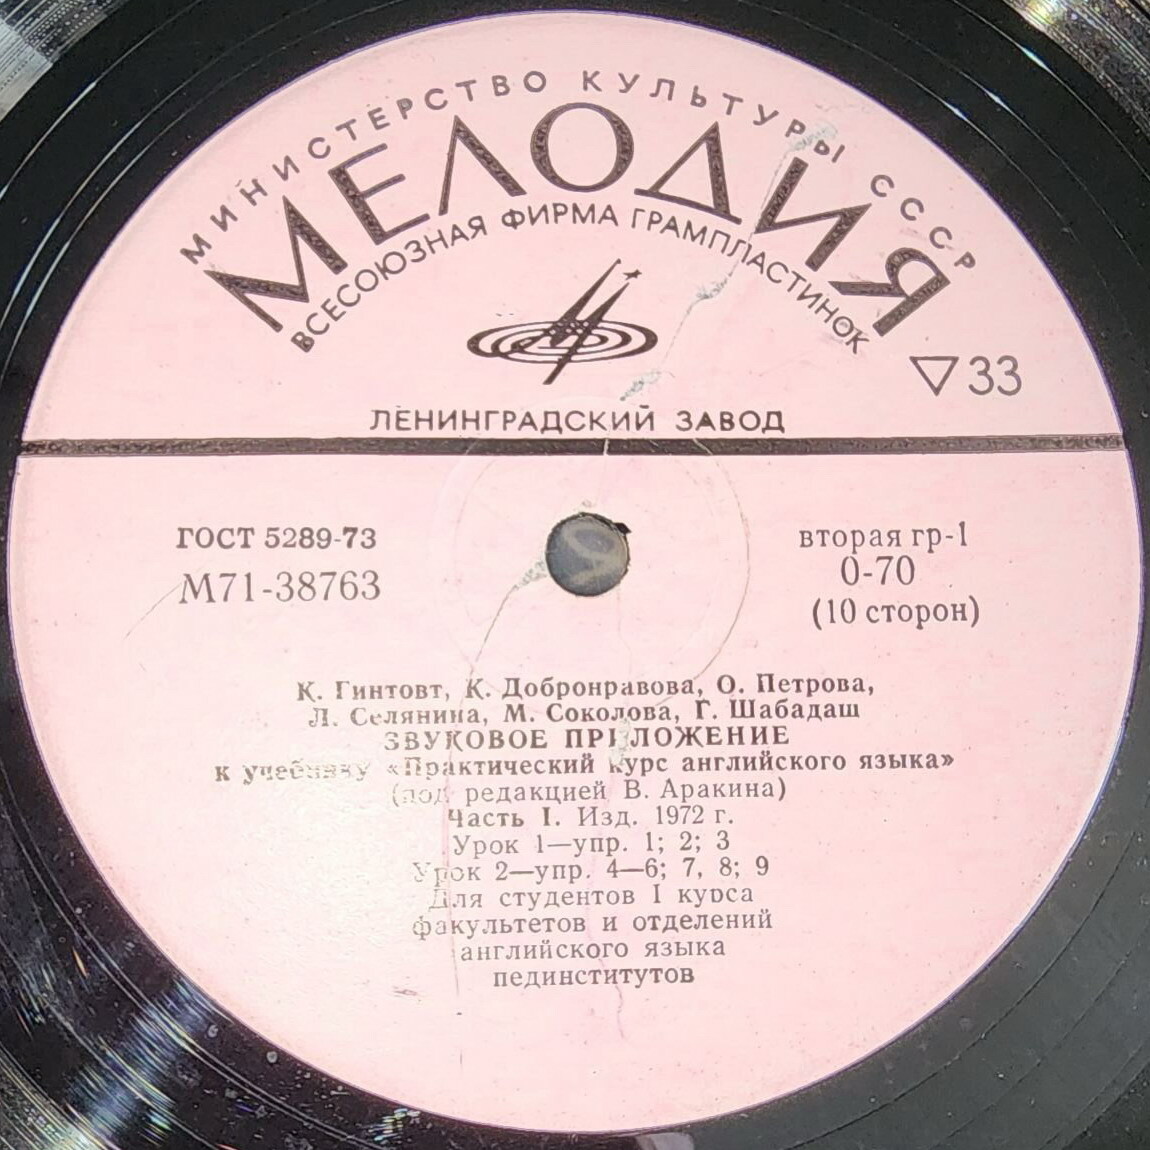 МИНИСТЕРСТВО КУЛЬТУРЫ СССР
МЕЛОДИЯ
ВСЕСОЮЗНАЯ ФИРМА ГРАМПЛАСТИНОК
▽33
ЛЕНИНГРАДСКИЙ ЗАВОД
ГОСТ 5289-73
М71-38763
вторая гр-1
0-70
(10 сторон)
К. Гинтовт, К. Добронравова, О. Петрова,
Л. Селянина, М. Соколова, Г. Шабадаш
ЗВУКОВОЕ ПРИЛОЖЕНИЕ
к учебнику «Практический курс английского языка»
(под редакцией В. Аракина)
Часть I. Изд. 1972 г.
Урок 1—упр. 1; 2; 3
Урок 2—упр. 4—6; 7, 8; 9
Для студентов I курса
факультетов и отделений
английского языка
пединститутов